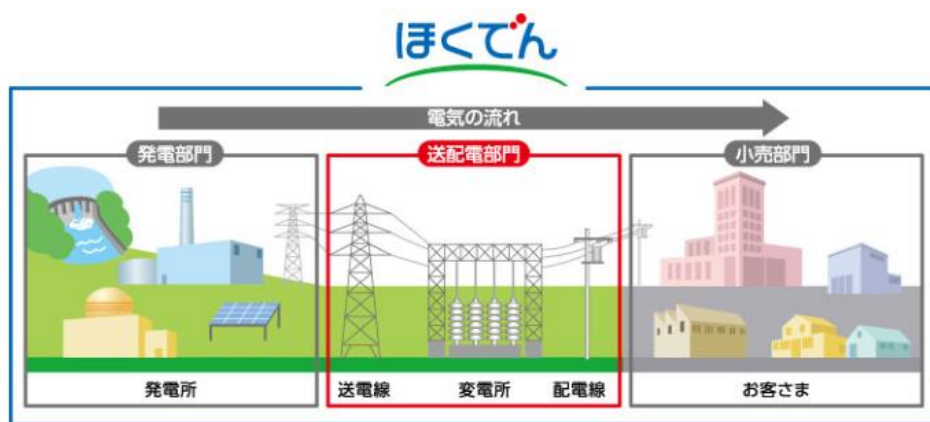 ほくでん
電気の流れ
発電部門
送配電部門
小売部門
発電所
送電線
変電所
配電線
お客さま